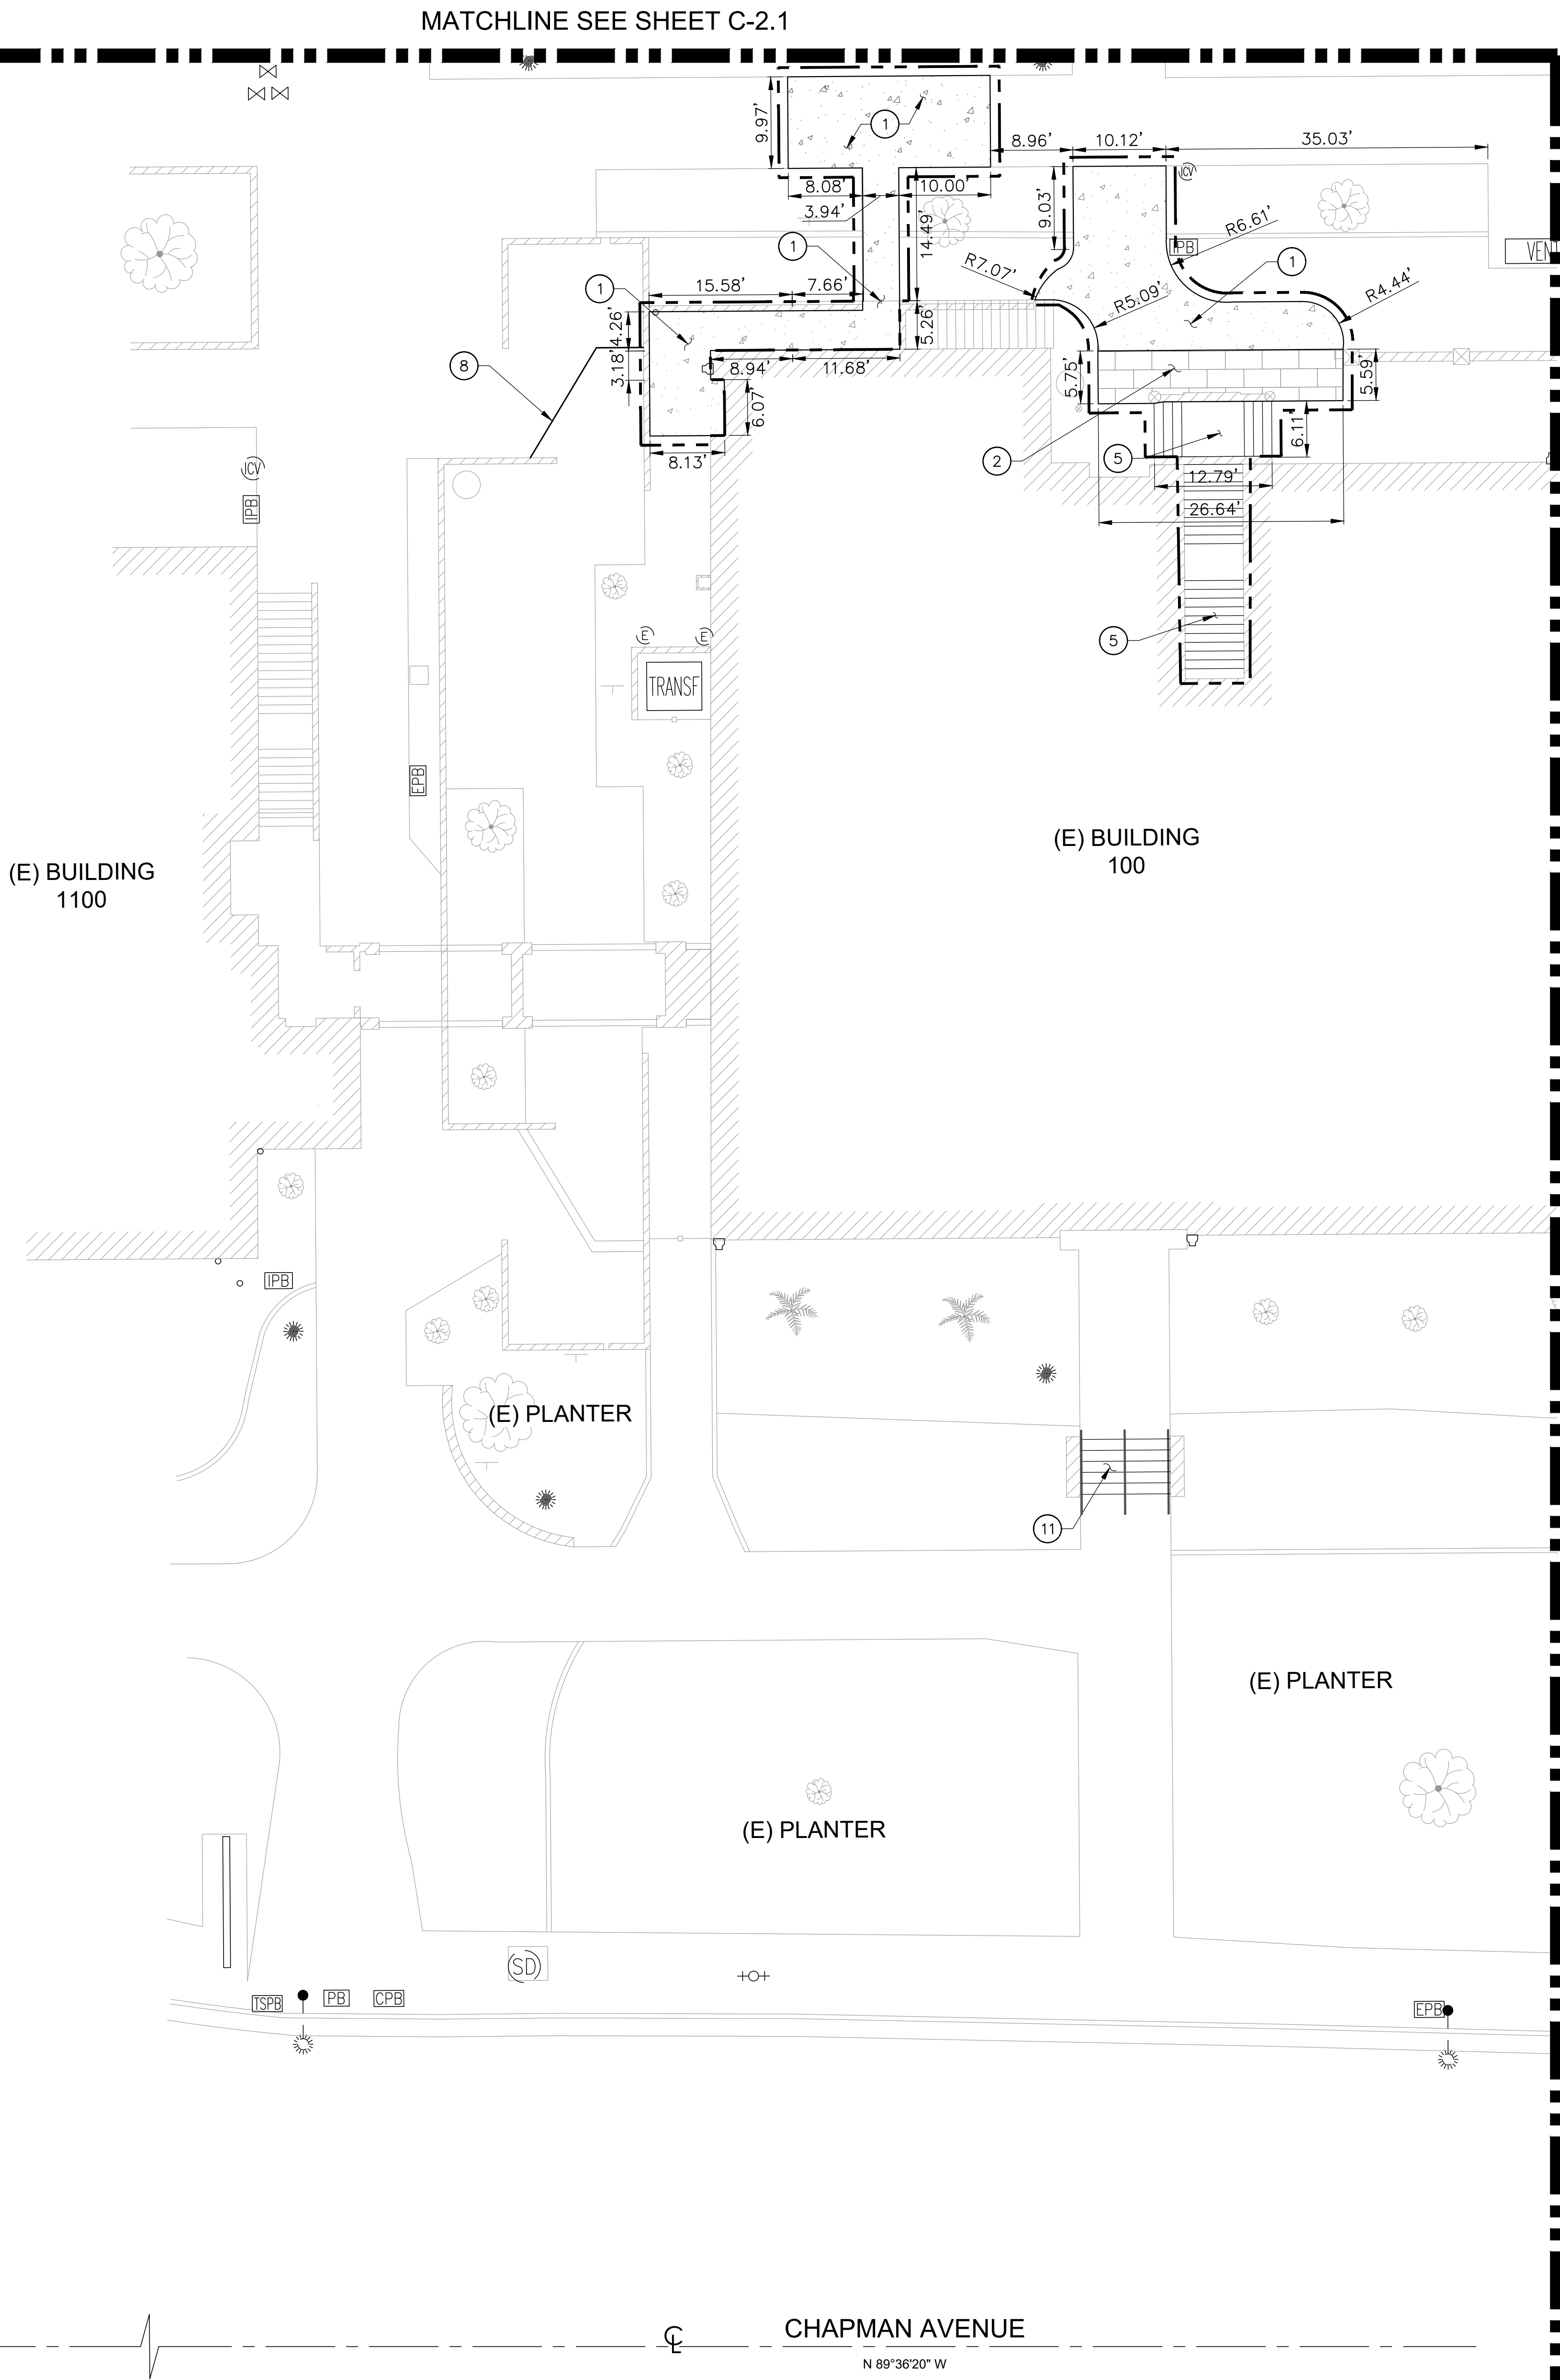 MATCHLINE SEE SHEET C-2.1
9.97'
1
8.96'
10.12'
35.03'
ICV
8.08'
10.00'
3.94'
14.49'
9.03'
R6.61'
IPB
VEN
1
R7.07'
1
15.58'
7.66'
1
R5.09'
R4.44'
4.26'
5.26'
8
3.18'
8.94'
11.68'
5.75'
5.59'
6.07'
2
5
6.11'
8.13'
ICV
12.79'
IPB
26.64'
E
E
5
TRANSF
EPB
(E) BUILDING
100
(E) BUILDING
1100
IPB
(E) PLANTER
11
(E) PLANTER
(E) PLANTER
SD
TSPB
PB
CPB
EPB
CL
CHAPMAN AVENUE
N 89°36'20" W